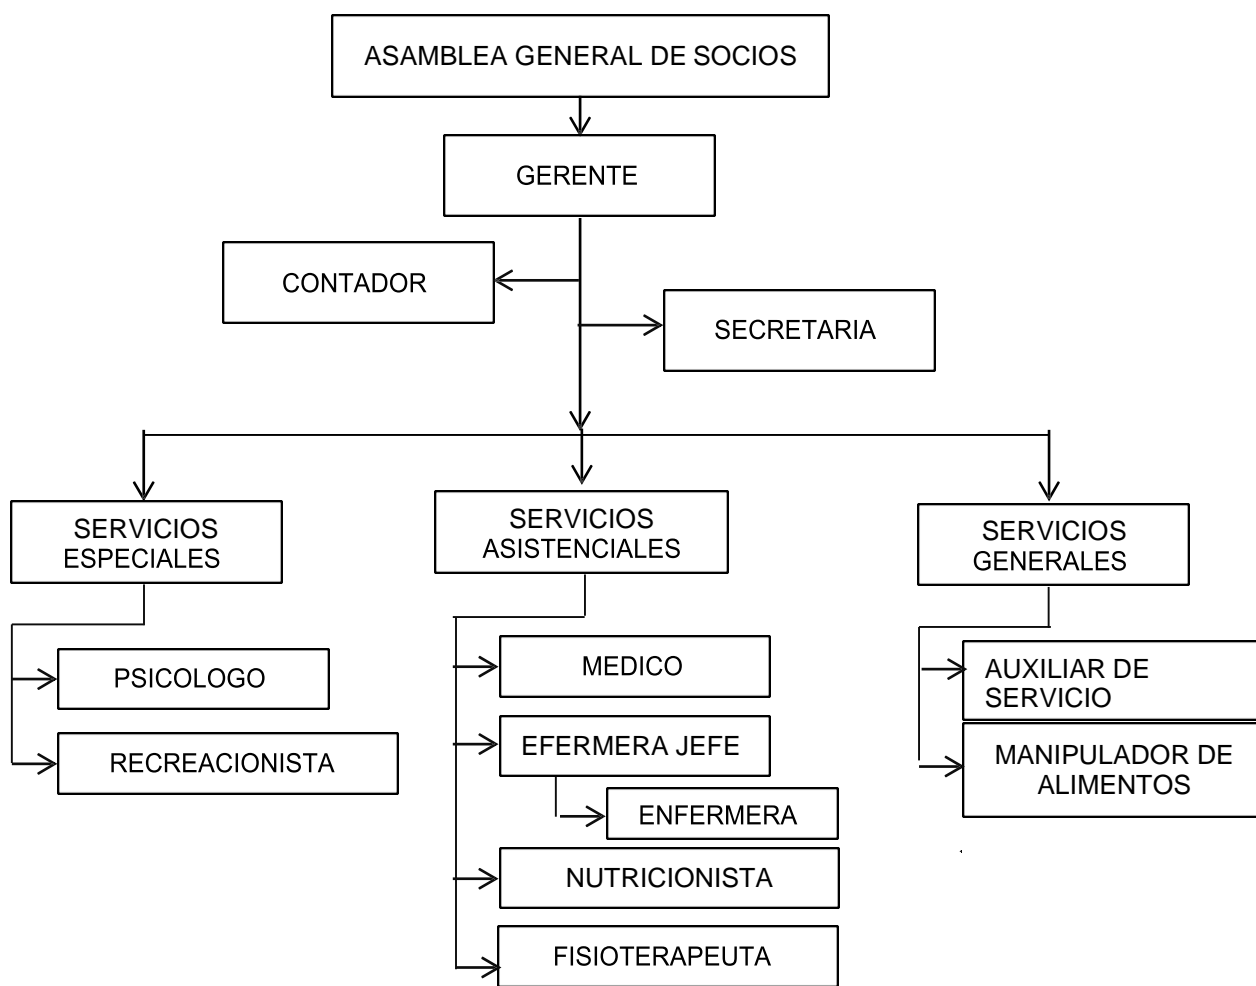 ASAMBLEA GENERAL DE SOCIOS
GERENTE
CONTADOR
SECRETARIA
SERVICIOS
ESPECIALES
PSICOLOGO
RECREACIONISTA
SERVICIOS
ASISTENCIALES
MEDICO
EFERMERA JEFE
ENFERMERA
NUTRICIONISTA
FISIOTERAPEUTA
SERVICIOS
GENERALES
AUXILIAR DE
SERVICIO
MANIPULADOR DE
ALIMENTOS